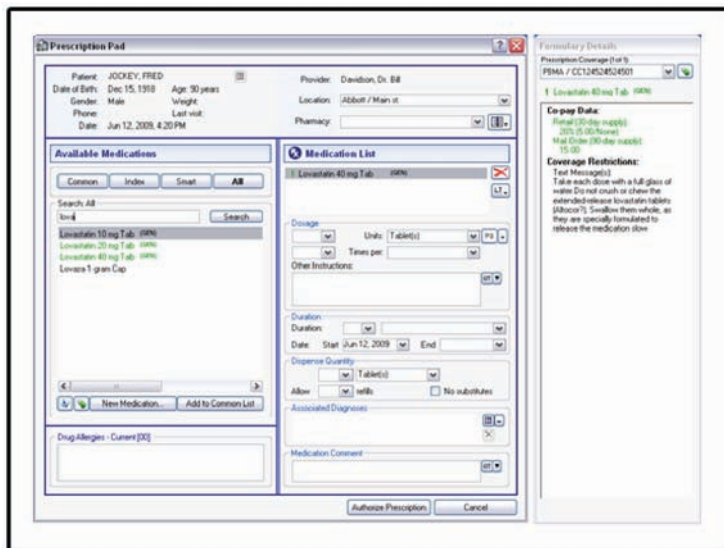 Prescription Pad
Patient: JOCKEY, FRED
Date of Birth: Dec 15, 1918 Age: 90 years
Gender: Male Weight:
Phone: Last visit:
Date: Jun 12, 2009, 4:20 PM
Provider: Davidson, Dr. Bill
Location: Abbott / Main st
Pharmacy:
Available Medications
Common Index Smart All
Search: All
lova Search
Lovastatin 10 mg Tab (GEN)
Lovastatin 20 mg Tab (GEN)
Lovastatin 40 mg Tab (GEN)
Lovaza 1 gram Cap
New Medication... Add to Common List
Drug Allergies - Current [00]
Medication List
1 Lovastatin 40 mg Tab (GEN)
LT
Dosage
Units: Tablet(s)
Times per:
Other Instructions:
Duration
Duration:
Date: Start Jun 12, 2009 End
Dispense Quantity
Tablet(s)
Allow refills No substitutes
Associated Diagnoses
Medication Comment
Authorize Prescription Cancel
Formulary Details
Prescription Coverage (1 of 1)
PBMA / CC124524524501
1 Lovastatin 40 mg Tab (GEN)
Co-pay Data:
Retail (30-day supply):
20% (5.00/None)
Mail Order (90-day supply):
15.00
Coverage Restrictions:
Text Message(s):
Take each dose with a full glass of
water Do not crush or chew the
extended-release lovastatin tablets
(Altocor?). Swallow them whole, as
they are specially formulated to
release the medication slow